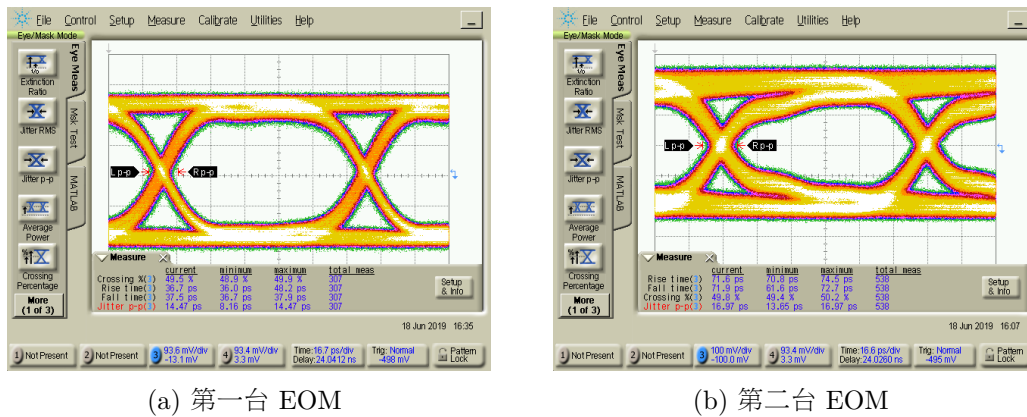 File Control Setup Measure Calibrate Utilities Help
Eye/Mask Mode
Extinction
Ratio
Jitter RMS
Jitter p-p
Average
Power
Crossing
Percentage
More
(1 of 3)
Eye Meas
Msk Test
MATLAB
L p-p
R p-p
Measure
current minimum maximum total meas
Crossing %(3) 49.5 % 48.9 % 49.9 % 307
Rise time(3) 36.7 ps 36.0 ps 48.2 ps 307
Fall time(3) 37.5 ps 36.7 ps 37.9 ps 307
Jitter p-p(3) 14.47 ps 8.16 ps 14.47 ps 307
Setup
& Info
18 Jun 2019 16:35
1) Not Present
2) Not Present
3) 93.6 mV/div
-13.1 mV
4) 93.4 mV/div
3.3 mV
Time:16.7 ps/div
Delay:24.0412 ns
Trig: Normal
-498 mV
Pattern
Lock
(a) 第一台 EOM
File Control Setup Measure Calibrate Utilities Help
Eye/Mask Mode
Extinction
Ratio
Jitter RMS
Jitter p-p
Average
Power
Crossing
Percentage
More
(1 of 3)
Eye Meas
Msk Test
MATLAB
L p-p
R p-p
Measure
current minimum maximum total meas
Rise time(3) 71.6 ps 70.8 ps 74.5 ps 538
Fall time(3) 71.9 ps 61.6 ps 72.7 ps 538
Crossing %(3) 49.8 % 49.4 % 50.2 % 538
Jitter p-p(3) 16.97 ps 13.65 ps 16.97 ps 538
Setup
& Info
18 Jun 2019 16:07
1) Not Present
2) Not Present
3) 100 mV/div
-100.0 mV
4) 93.4 mV/div
3.3 mV
Time:16.6 ps/div
Delay:24.0260 ns
Trig: Normal
-495 mV
Pattern
Lock
(b) 第二台 EOM